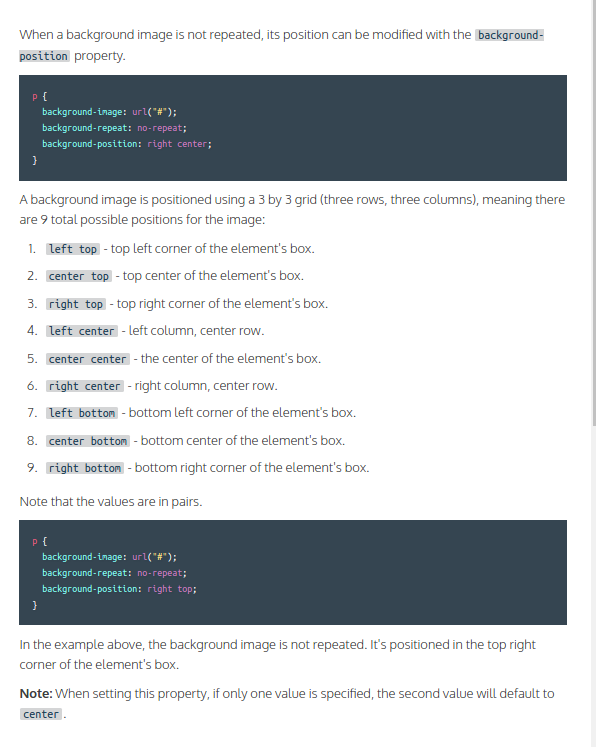 When a background image is not repeated, its position can be modified with the background-
position property.
p {
background-image: url("#");
background-repeat: no-repeat;
background-position: right center;
}
A background image is positioned using a 3 by 3 grid (three rows, three columns), meaning there
are 9 total possible positions for the image:
1. left top - top left corner of the element's box.
2. center top - top center of the element's box.
3. right top - top right corner of the element's box.
4. left center - left column, center row.
5. center center - the center of the element's box.
6. right center - right column, center row.
7. left bottom - bottom left corner of the element's box.
8. center bottom - bottom center of the element's box.
9. right bottom - bottom right corner of the element's box.
Note that the values are in pairs.
p {
background-image: url("#");
background-repeat: no-repeat;
background-position: right top;
}
In the example above, the background image is not repeated. It's positioned in the top right
corner of the element's box.
Note: When setting this property, if only one value is specified, the second value will default to
center.